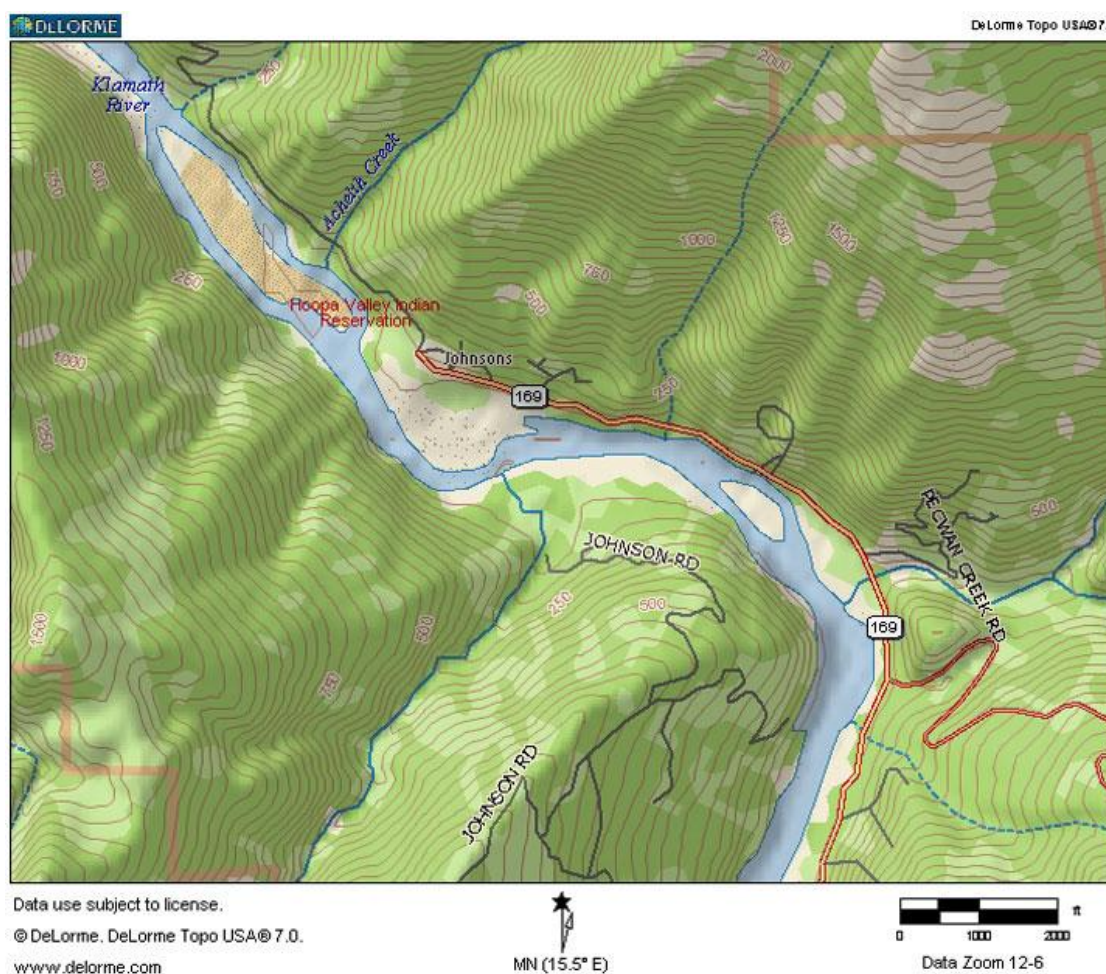 DELORME
DeLorme Topo USA® 7.
Klamath
River
250
2000
750
500
Achelth Creek
1250
1500
1000
750
250
500
Hoopa Valley Indian
Reservation
1000
Johnsons
169
250
1250
PECWAN CREEK RD
500
JOHNSON RD
250
500
1500
500
169
750
JOHNSON RD
Data use subject to license.
© DeLorme. DeLorme Topo USA® 7.0.
www.delorme.com
MN (15.5° E)
ft
0 1000 2000
Data Zoom 12-6